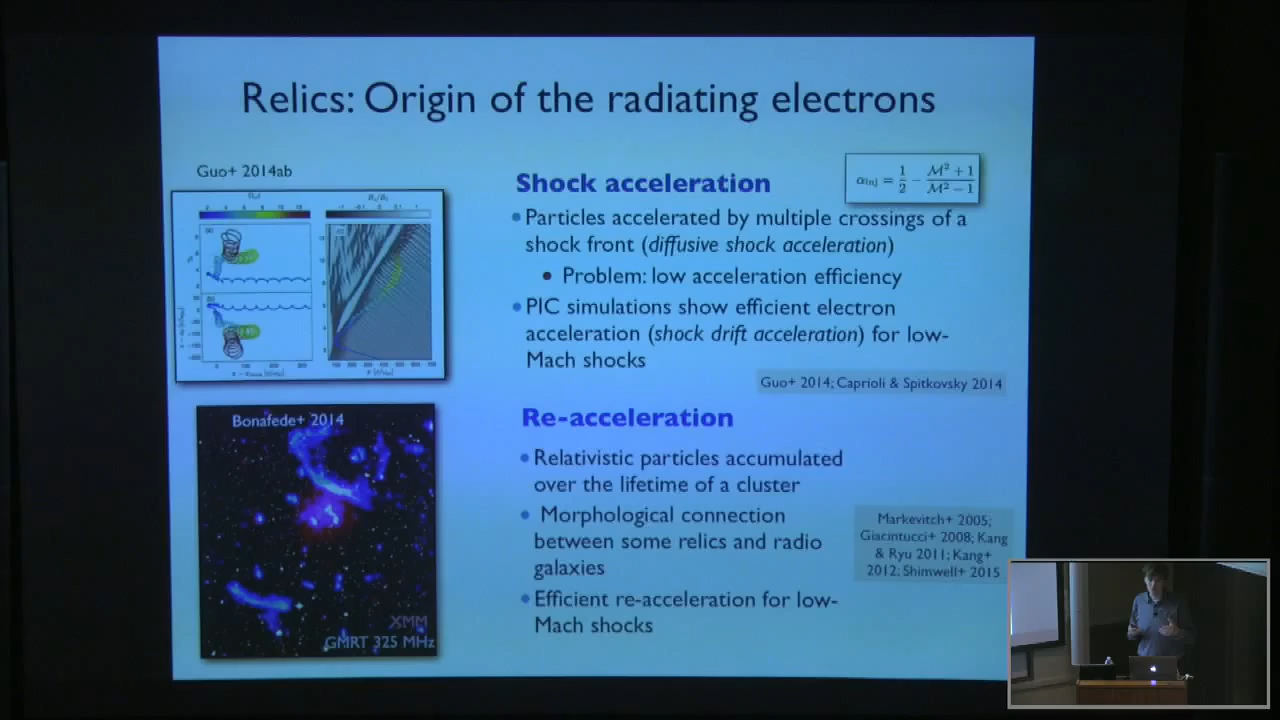 Relics: Origin of the radiating electrons
Guo+ 2014ab
Shock acceleration
α_inj = 1/2 − (M² + 1)/(M² − 1)
• Particles accelerated by multiple crossings of a
shock front (diffusive shock acceleration)
• Problem: low acceleration efficiency
• PIC simulations show efficient electron
acceleration (shock drift acceleration) for low-
Mach shocks
Guo+ 2014; Caprioli & Spitkovsky 2014
Bonafede+ 2014
XMM
GMRT 325 MHz
Re-acceleration
• Relativistic particles accumulated
over the lifetime of a cluster
• Morphological connection
between some relics and radio
galaxies
• Efficient re-acceleration for low-
Mach shocks
Markevitch+ 2005;
Giacintucci+ 2008; Kang
& Ryu 2011; Kang+
2012; Shimwell+ 2015